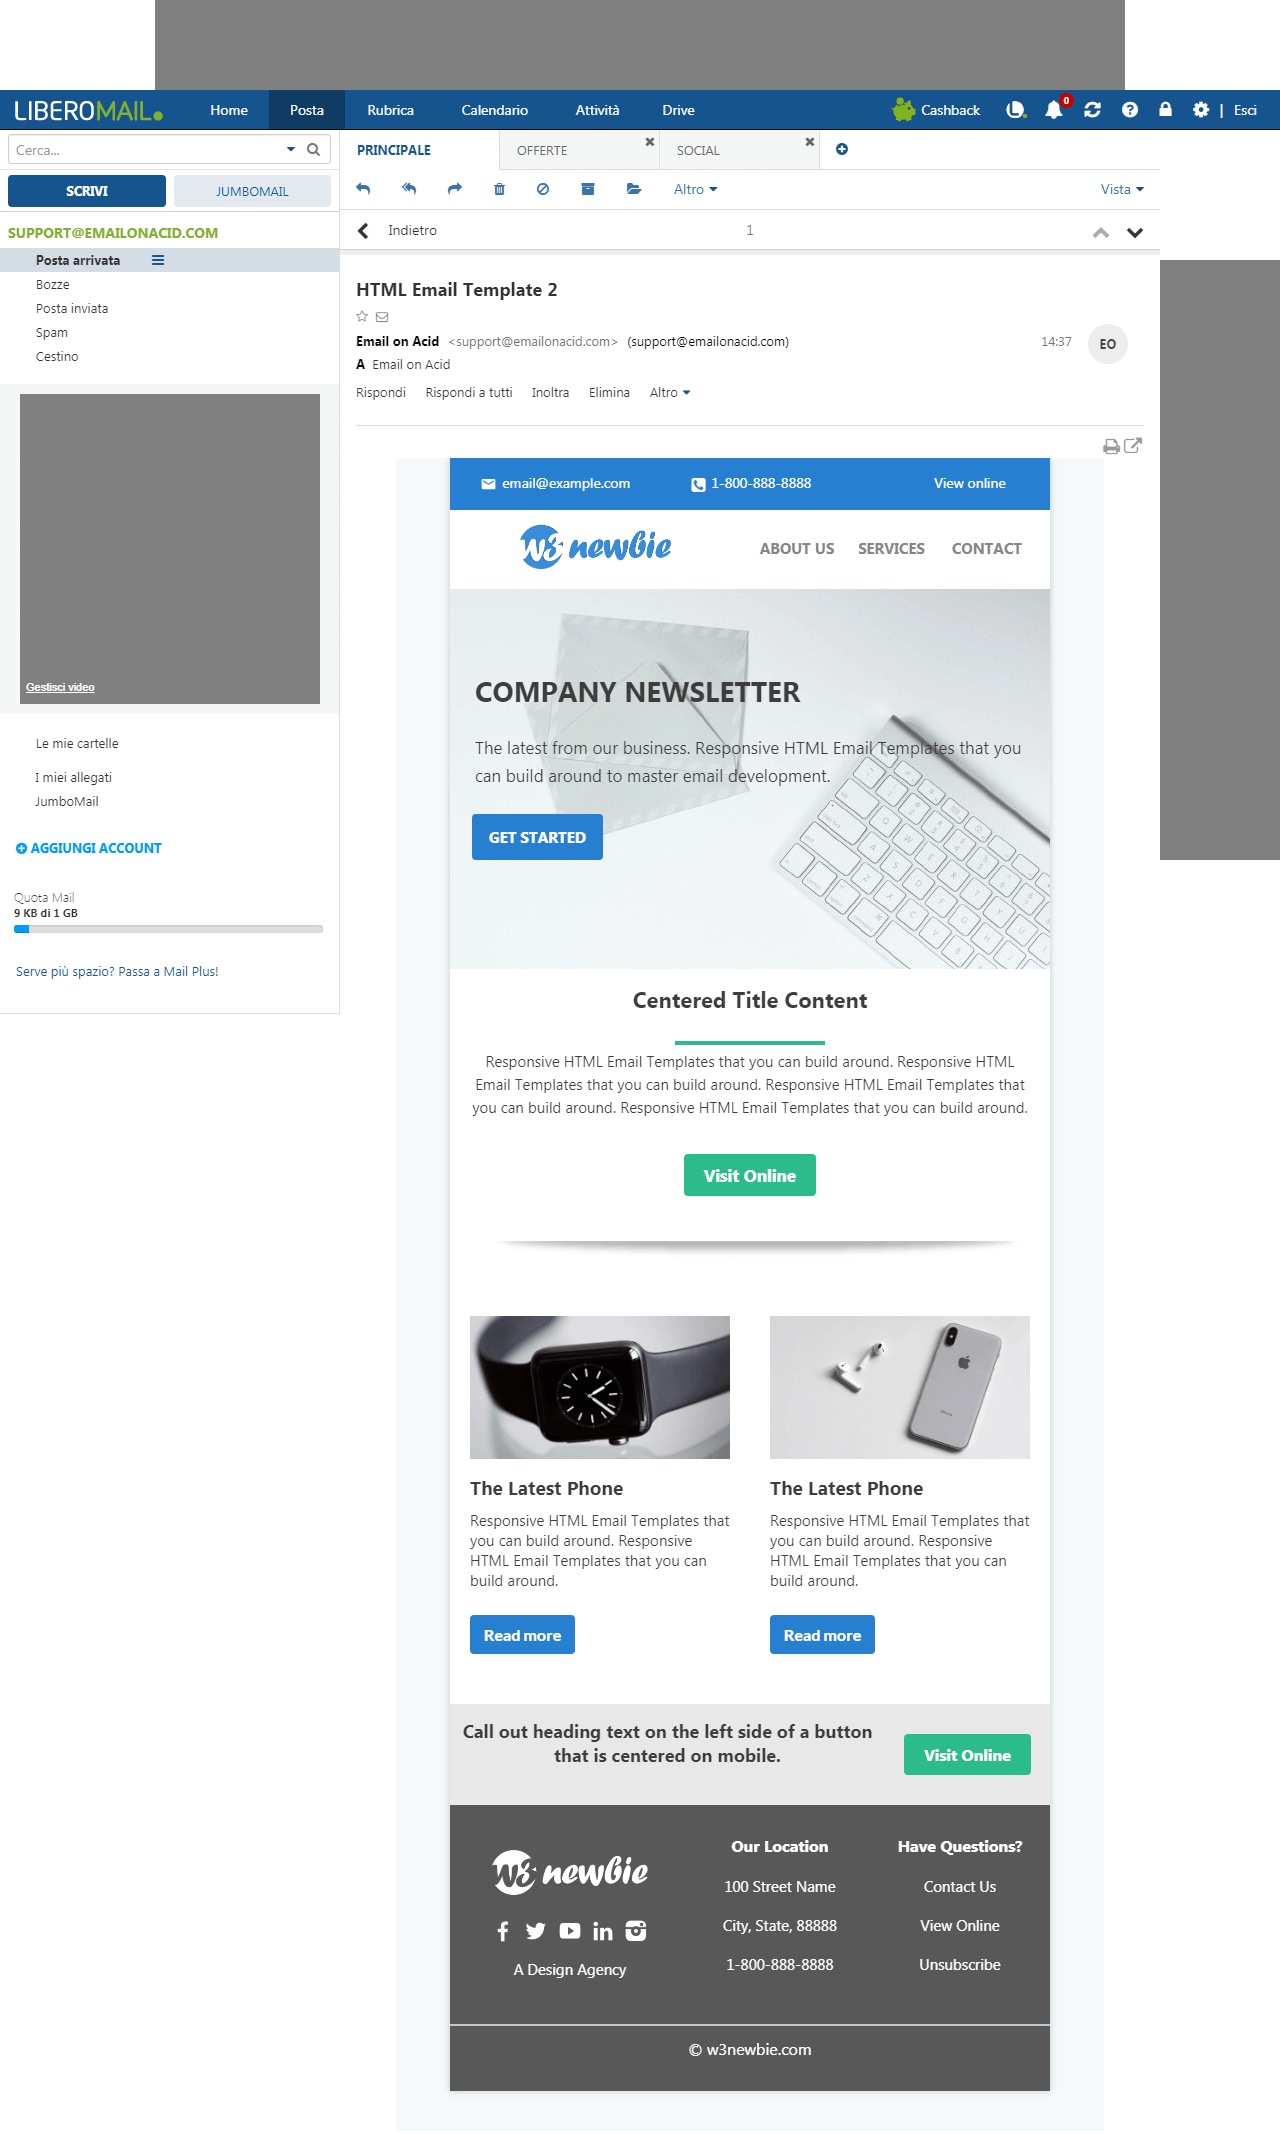 LIBEROMAIL
Home
Posta
Rubrica
Calendario
Attività
Drive
Cashback
0
| Esci
Cerca...
PRINCIPALE
OFFERTE
SOCIAL
SCRIVI
JUMBOMAIL
Altro
Vista
Indietro
1
SUPPORT@EMAILONACID.COM
Posta arrivata
Bozze
Posta inviata
Spam
Cestino
Gestisci video
Le mie cartelle
I miei allegati
JumboMail
AGGIUNGI ACCOUNT
Quota Mail
9 KB di 1 GB
Serve più spazio? Passa a Mail Plus!
HTML Email Template 2
Email on Acid <support@emailonacid.com> (support@emailonacid.com)
14:37
EO
A Email on Acid
Rispondi
Rispondi a tutti
Inoltra
Elimina
Altro
email@example.com
1-800-888-8888
View online
w3 newbie
ABOUT US
SERVICES
CONTACT
COMPANY NEWSLETTER
The latest from our business. Responsive HTML Email Templates that you
can build around to master email development.
GET STARTED
Centered Title Content
Responsive HTML Email Templates that you can build around. Responsive HTML
Email Templates that you can build around. Responsive HTML Email Templates that
you can build around. Responsive HTML Email Templates that you can build around.
Visit Online
The Latest Phone
Responsive HTML Email Templates that
you can build around. Responsive
HTML Email Templates that you can
build around.
Read more
The Latest Phone
Responsive HTML Email Templates that
you can build around. Responsive
HTML Email Templates that you can
build around.
Read more
Call out heading text on the left side of a button
that is centered on mobile.
Visit Online
w3 newbie
A Design Agency
Our Location
100 Street Name
City, State, 88888
1-800-888-8888
Have Questions?
Contact Us
View Online
Unsubscribe
© w3newbie.com